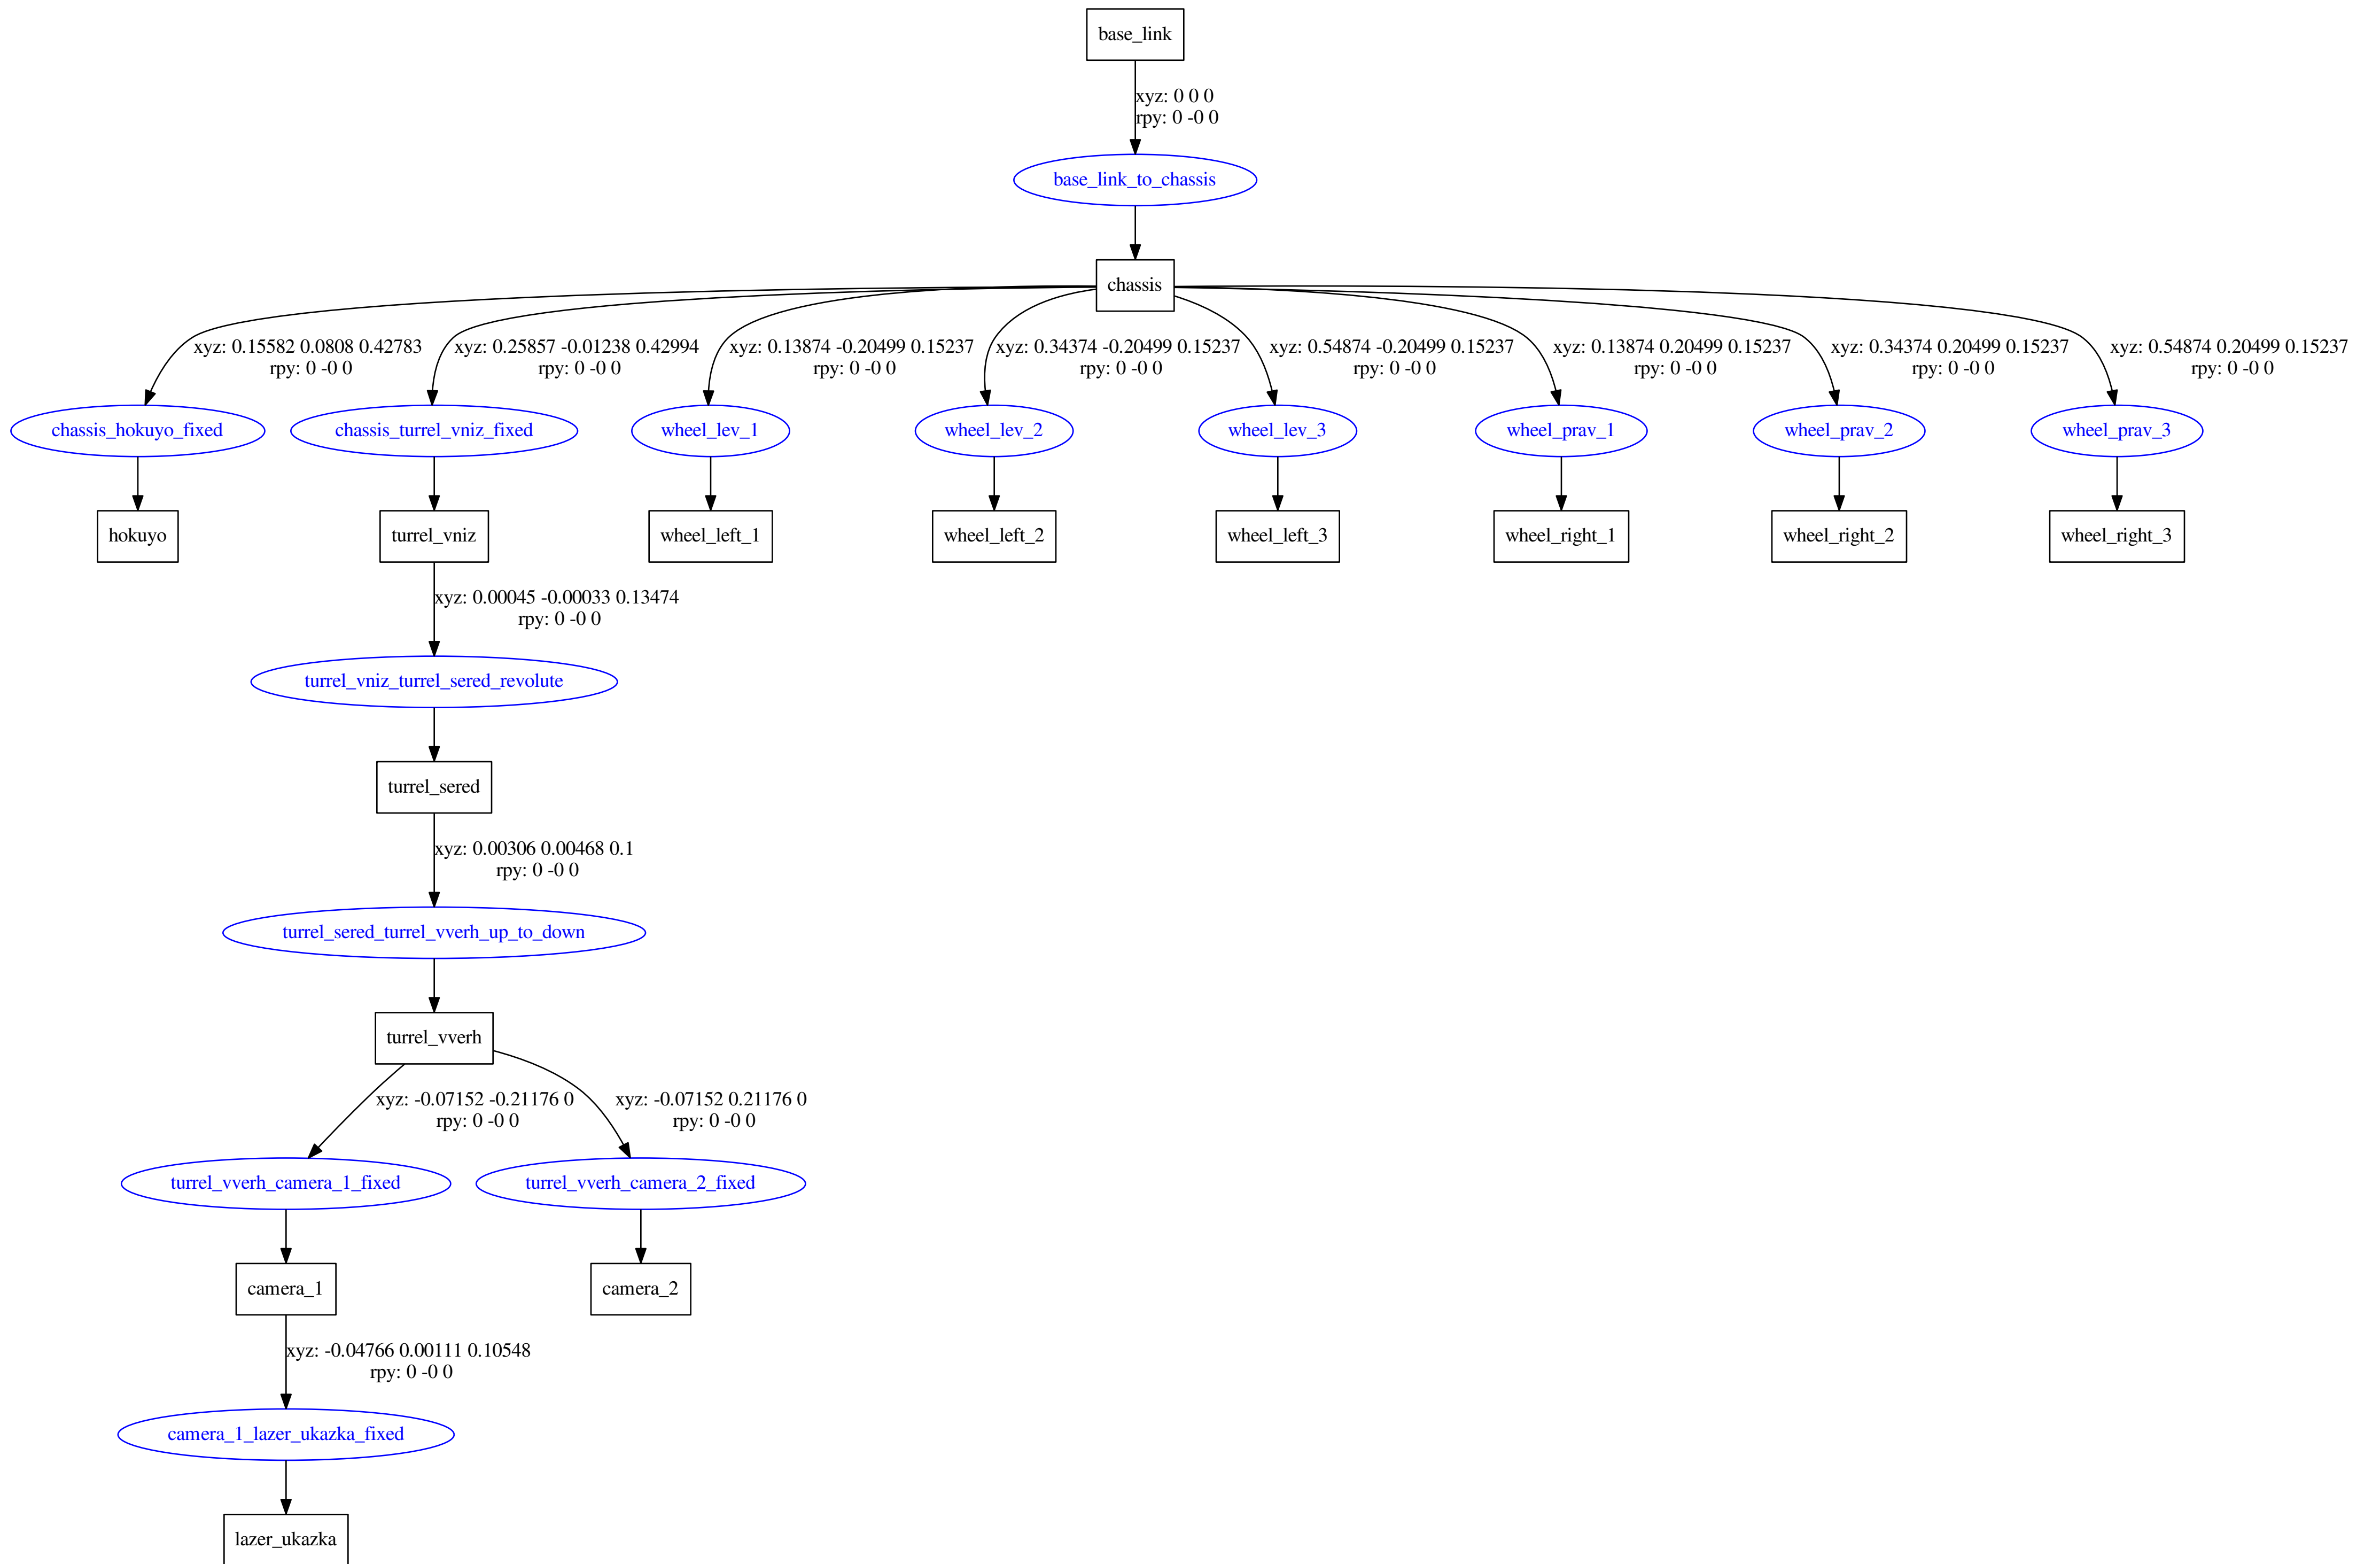 base_link
xyz: 0 0 0
rpy: 0 -0 0
base_link_to_chassis
chassis
xyz: 0.15582 0.0808 0.42783
rpy: 0 -0 0
xyz: 0.25857 -0.01238 0.42994
rpy: 0 -0 0
xyz: 0.13874 -0.20499 0.15237
rpy: 0 -0 0
xyz: 0.34374 -0.20499 0.15237
rpy: 0 -0 0
xyz: 0.54874 -0.20499 0.15237
rpy: 0 -0 0
xyz: 0.13874 0.20499 0.15237
rpy: 0 -0 0
xyz: 0.34374 0.20499 0.15237
rpy: 0 -0 0
xyz: 0.54874 0.20499 0.15237
rpy: 0 -0 0
chassis_hokuyo_fixed
chassis_turrel_vniz_fixed
wheel_lev_1
wheel_lev_2
wheel_lev_3
wheel_prav_1
wheel_prav_2
wheel_prav_3
hokuyo
turrel_vniz
wheel_left_1
wheel_left_2
wheel_left_3
wheel_right_1
wheel_right_2
wheel_right_3
xyz: 0.00045 -0.00033 0.13474
rpy: 0 -0 0
turrel_vniz_turrel_sered_revolute
turrel_sered
xyz: 0.00306 0.00468 0.1
rpy: 0 -0 0
turrel_sered_turrel_vverh_up_to_down
turrel_vverh
xyz: -0.07152 -0.21176 0
rpy: 0 -0 0
xyz: -0.07152 0.21176 0
rpy: 0 -0 0
turrel_vverh_camera_1_fixed
turrel_vverh_camera_2_fixed
camera_1
camera_2
xyz: -0.04766 0.00111 0.10548
rpy: 0 -0 0
camera_1_lazer_ukazka_fixed
lazer_ukazka